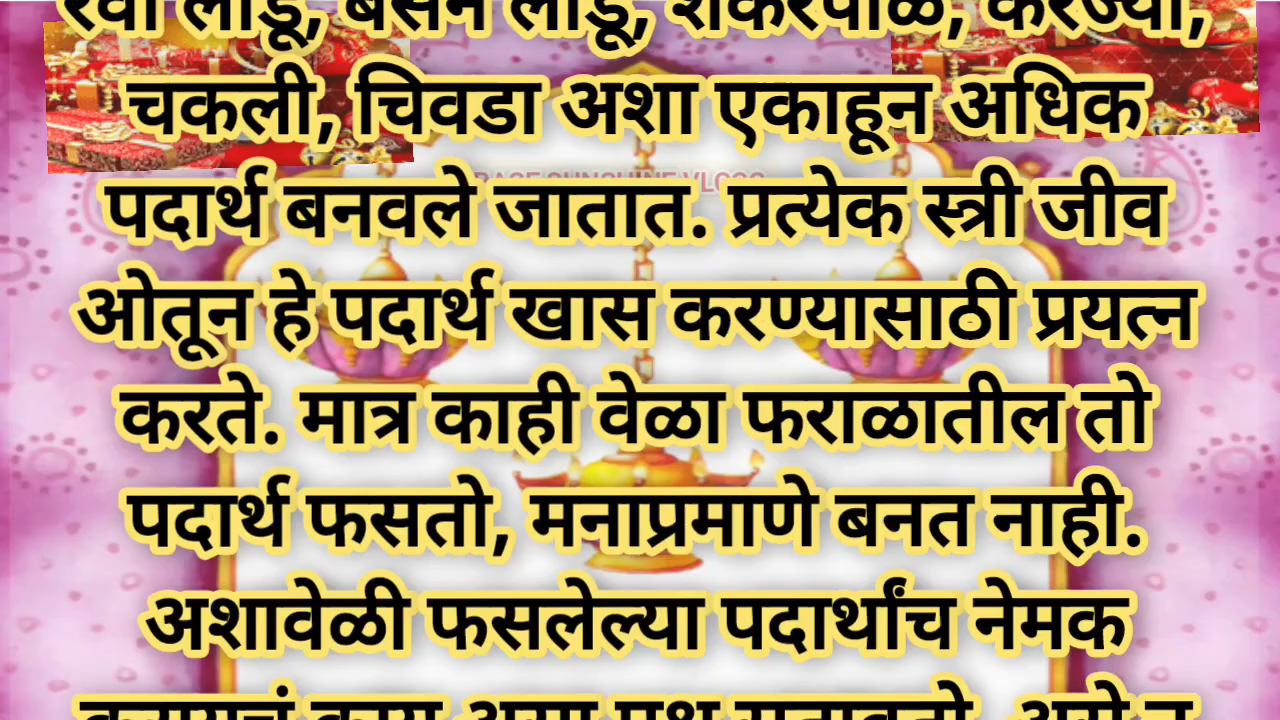 रवा लाडू, बेसन लाडू, शंकरपाळे, करंज्या,
चकली, चिवडा अशा एकाहून अधिक
पदार्थ बनवले जातात. प्रत्येक स्त्री जीव
ओतून हे पदार्थ खास करण्यासाठी प्रयत्न
करते. मात्र काही वेळा फराळातील तो
पदार्थ फसतो, मनाप्रमाणे बनत नाही.
अशावेळी फसलेल्या पदार्थांच नेमक